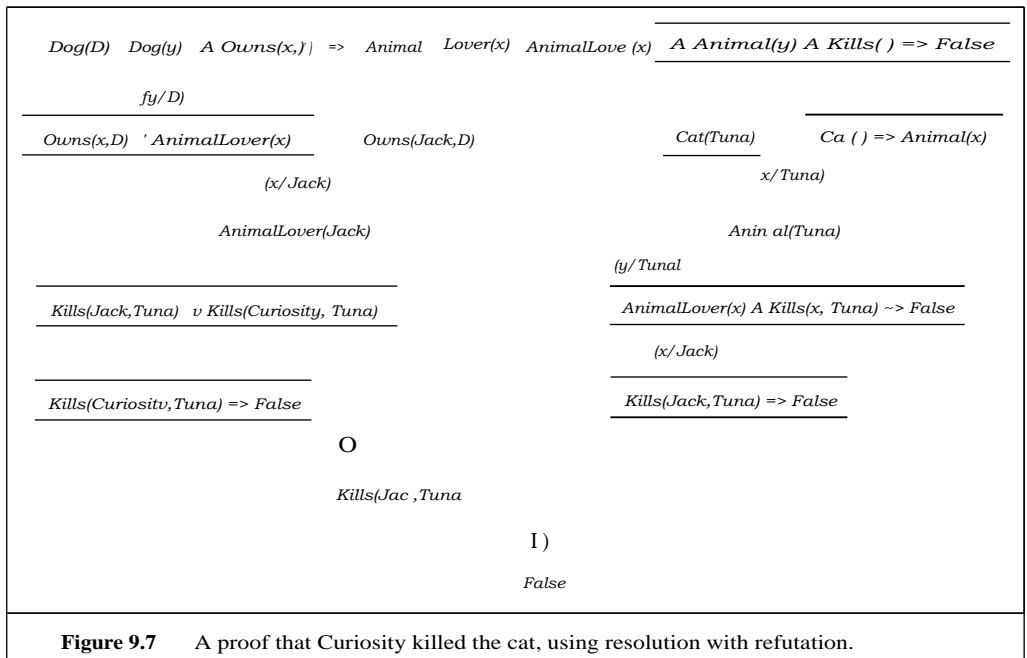 Dog(D) Dog(y) A Owns(x,)') => Animal Lover(x) AnimalLove (x) A Animal(y) A Kills( ) => False
fy/D)
Owns(x,D) ' AnimalLover(x) Owns(Jack,D) Cat(Tuna) Ca ( ) => Animal(x)
(x/Jack) x/Tuna)
AnimalLover(Jack) Anin al(Tuna)
(y/Tunal
Kills(Jack,Tuna) v Kills(Curiosity, Tuna) AnimalLover(x) A Kills(x, Tuna) ~> False
(x/Jack)
Kills(Curiositv,Tuna) => False Kills(Jack,Tuna) => False
O
Kills(Jac ,Tuna
I )
False
Figure 9.7 A proof that Curiosity killed the cat, using resolution with refutation.